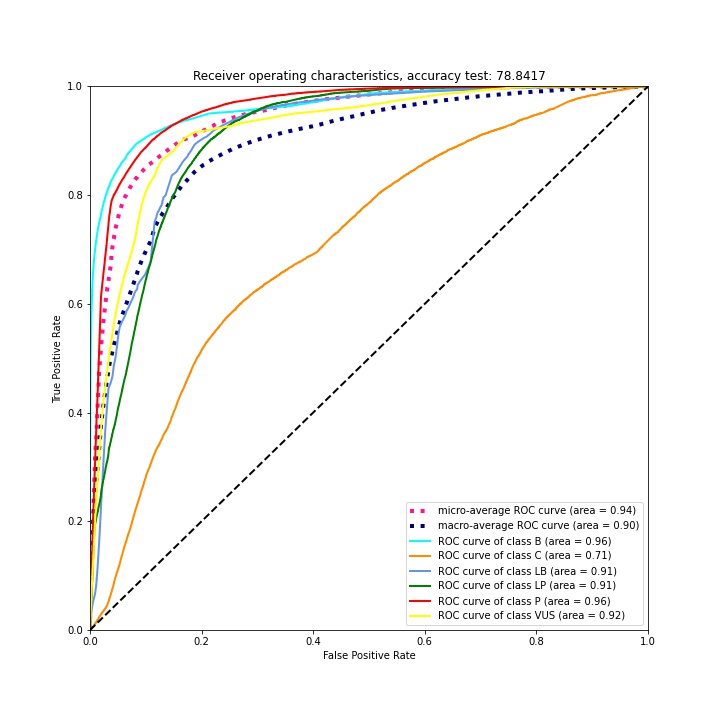 Receiver operating characteristics, accuracy test: 78.8417
1.0
0.8
0.6
0.4
0.2
0.0
True Positive Rate
micro-average ROC curve (area = 0.94)
macro-average ROC curve (area = 0.90)
ROC curve of class B (area = 0.96)
ROC curve of class C (area = 0.71)
ROC curve of class LB (area = 0.91)
ROC curve of class LP (area = 0.91)
ROC curve of class P (area = 0.96)
ROC curve of class VUS (area = 0.92)
0.0 0.2 0.4 0.6 0.8 1.0
False Positive Rate